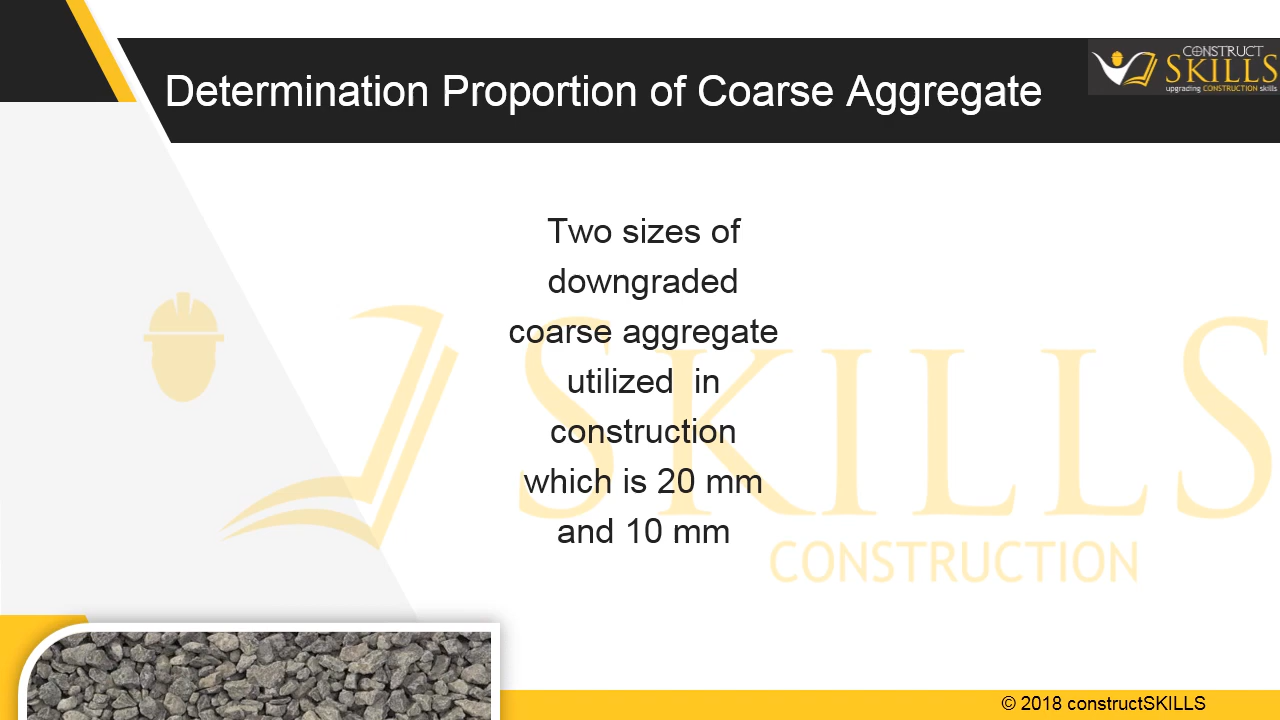 Determination Proportion of Coarse Aggregate
CONSTRUCT
SKILLS
upgrading CONSTRUCTION skills
Two sizes of
downgraded
coarse aggregate
utilized  in
construction
which is 20 mm
and 10 mm
SKILLS
CONSTRUCTION
© 2018 constructSKILLS